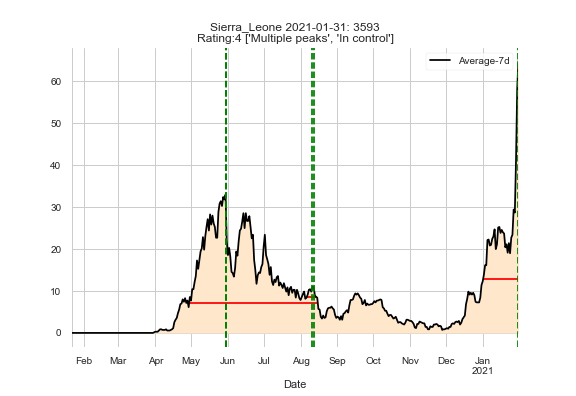 Sierra_Leone 2021-01-31: 3593
Rating:4 ['Multiple peaks', 'In control']
Average-7d
60
50
40
30
20
10
0
Feb Mar Apr May Jun Jul Aug Sep Oct Nov Dec Jan
2021
Date